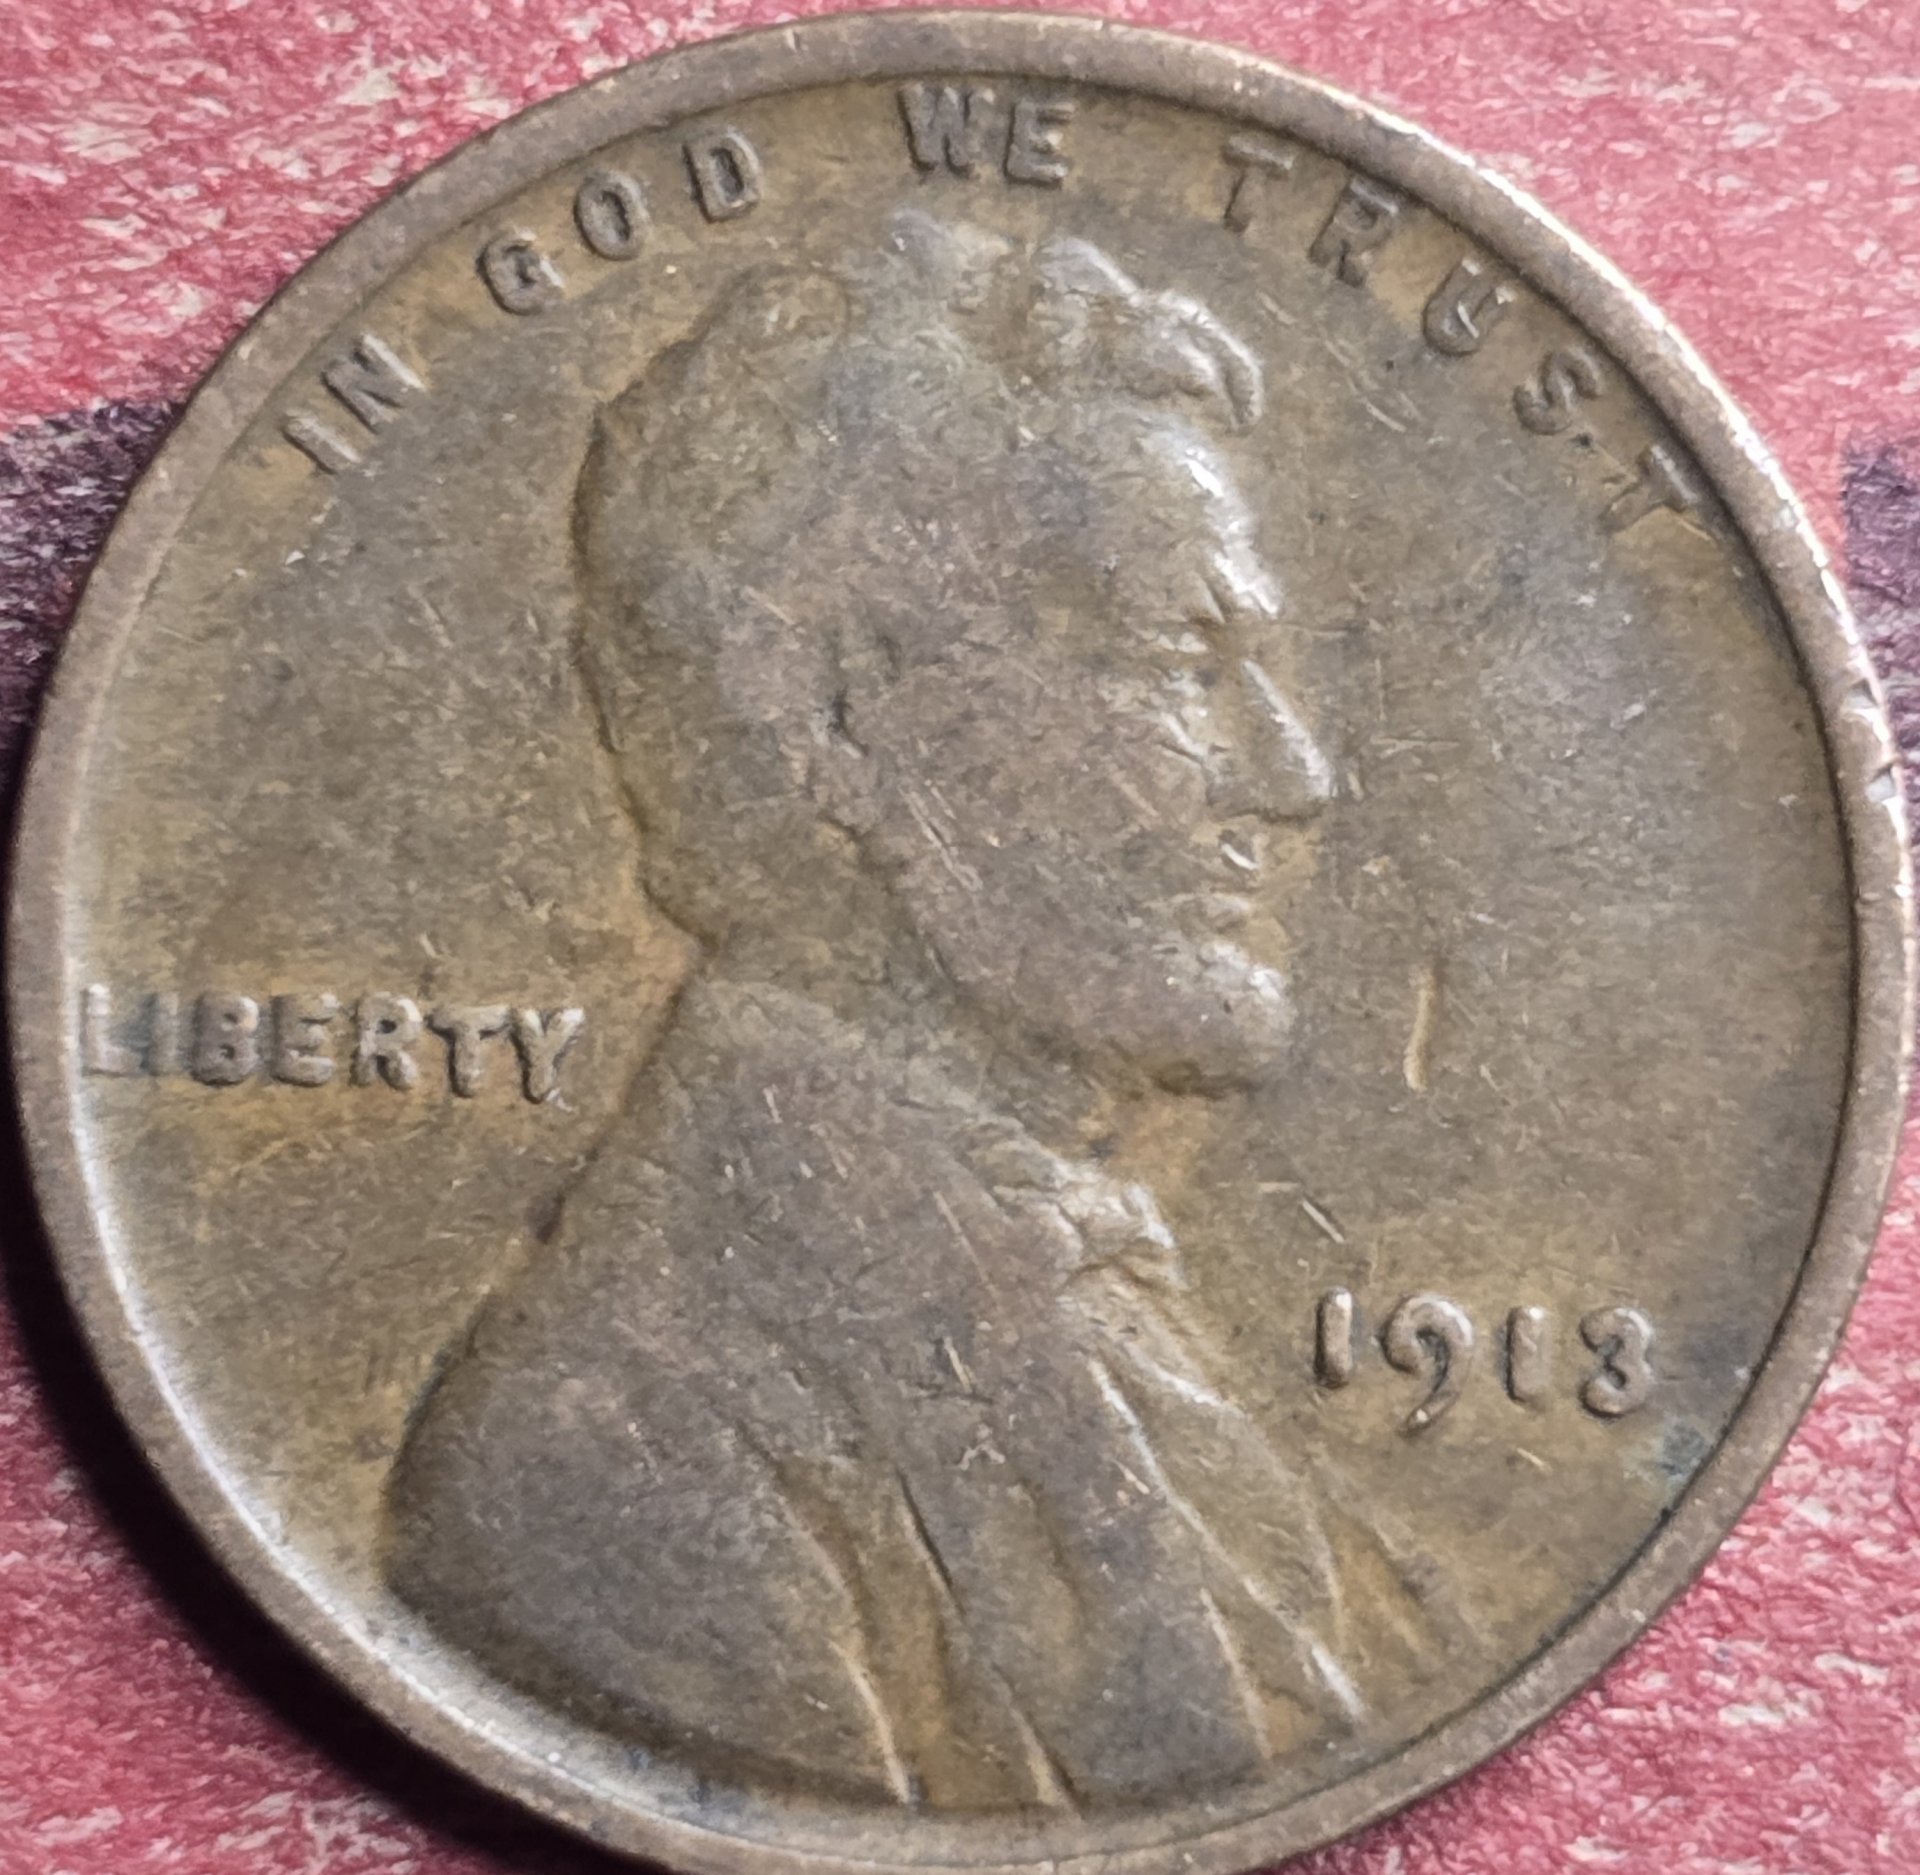 IN GOD WE TRUST
LIBERTY
1913